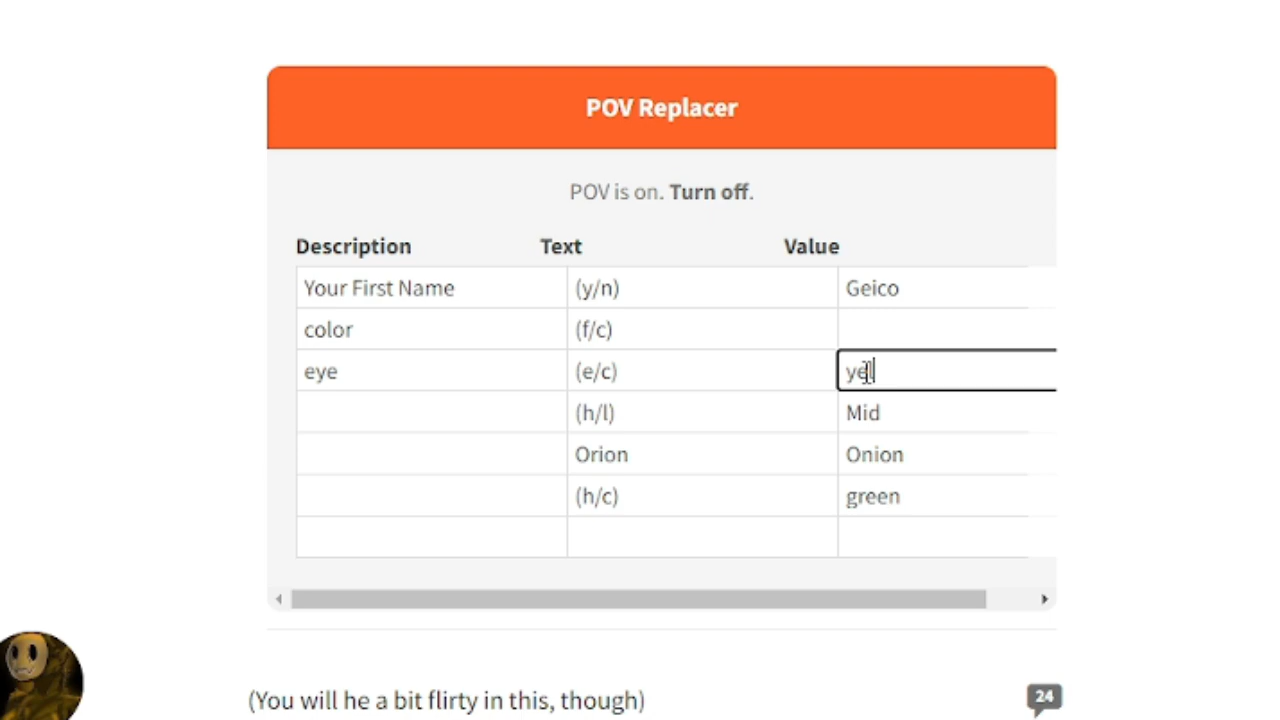 POV Replacer
POV is on. Turn off.
Description Text Value
Your First Name (y/n) Geico
color (f/c)
eye (e/c) yel
(h/l) Mid
Orion Onion
(h/c) green
(You will he a bit flirty in this, though) 24